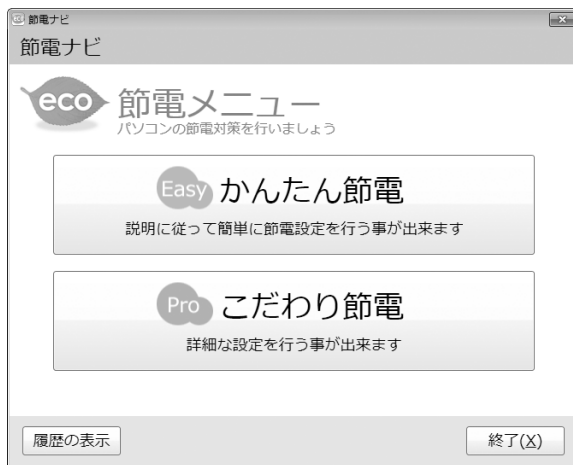 節電ナビ
節電ナビ
eco
節電メニュー
パソコンの節電対策を行いましょう
Easy かんたん節電
説明に従って簡単に節電設定を行う事が出来ます
Pro こだわり節電
詳細な設定を行う事が出来ます
履歴の表示
終了(X)